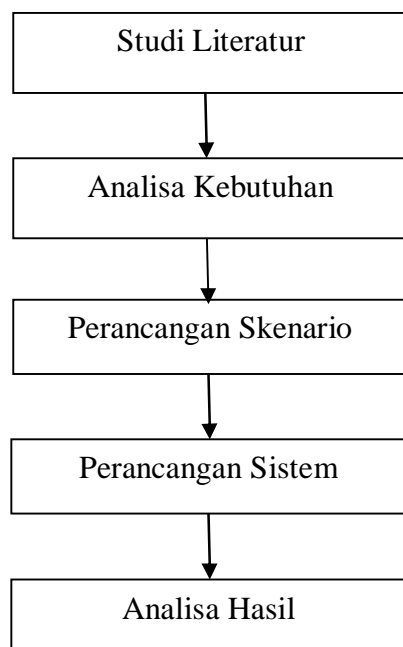 Studi Literatur
Analisa Kebutuhan
Perancangan Skenario
Perancangan Sistem
Analisa Hasil